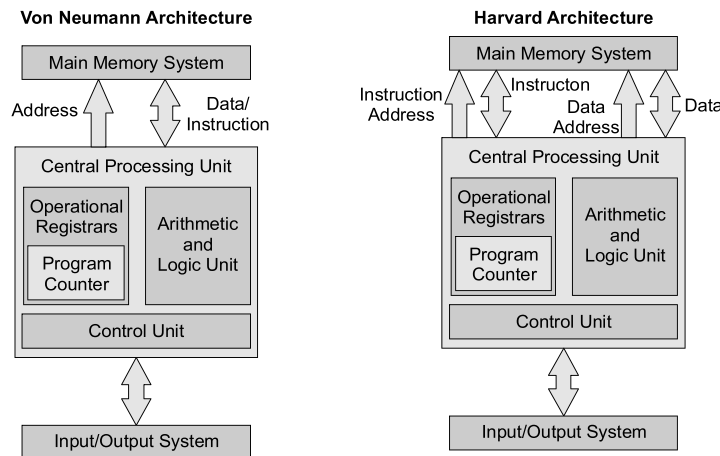 Von Neumann Architecture
Main Memory System
Address
Data/
Instruction
Central Processing Unit
Operational
Registrars
Program
Counter
Arithmetic
and
Logic Unit
Control Unit
Input/Output System
Harvard Architecture
Main Memory System
Instruction
Address
Instructon
Data
Address
Data
Central Processing Unit
Operational
Registrars
Program
Counter
Arithmetic
and
Logic Unit
Control Unit
Input/Output System